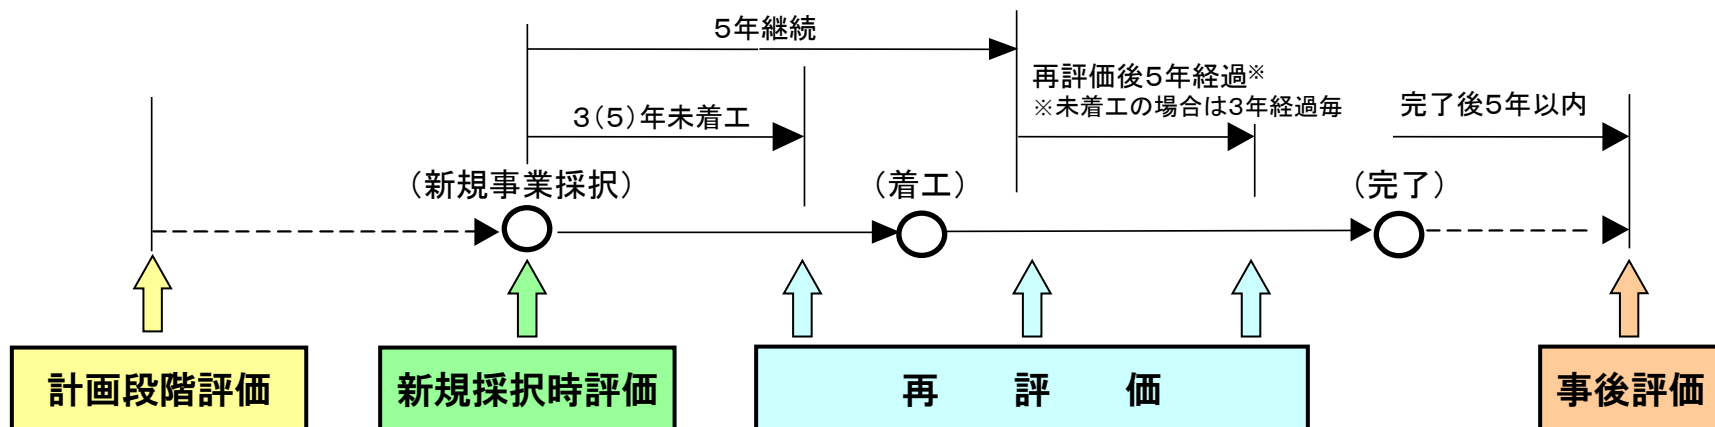 5年継続
再評価後5年経過※
※未着工の場合は3年経過毎
3(5)年未着工
完了後5年以内
（新規事業採択）
（着工）
（完了）
計画段階評価
新規採択時評価
再　評　価
事後評価